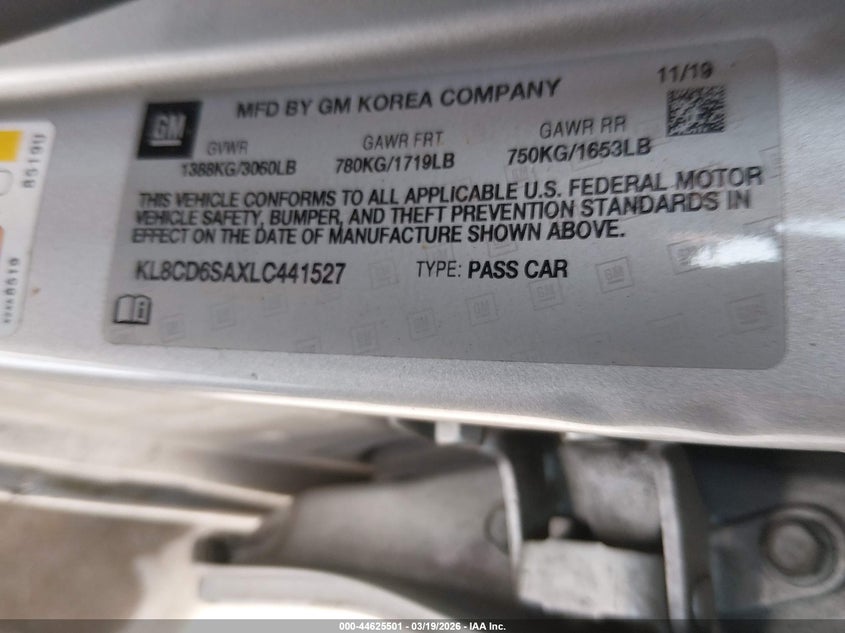 11/19
GM MFD BY GM KOREA COMPANY
GVWR GAWR FRT GAWR RR
1388KG/3060LB 780KG/1719LB 750KG/1653LB
THIS VEHICLE CONFORMS TO ALL APPLICABLE U.S. FEDERAL MOTOR
VEHICLE SAFETY, BUMPER, AND THEFT PREVENTION STANDARDS IN
EFFECT ON THE DATE OF MANUFACTURE SHOWN ABOVE.
KL8CD6SAXLC441527 TYPE: PASS CAR
000-44625501 — 03/19/2026 — IAA Inc.